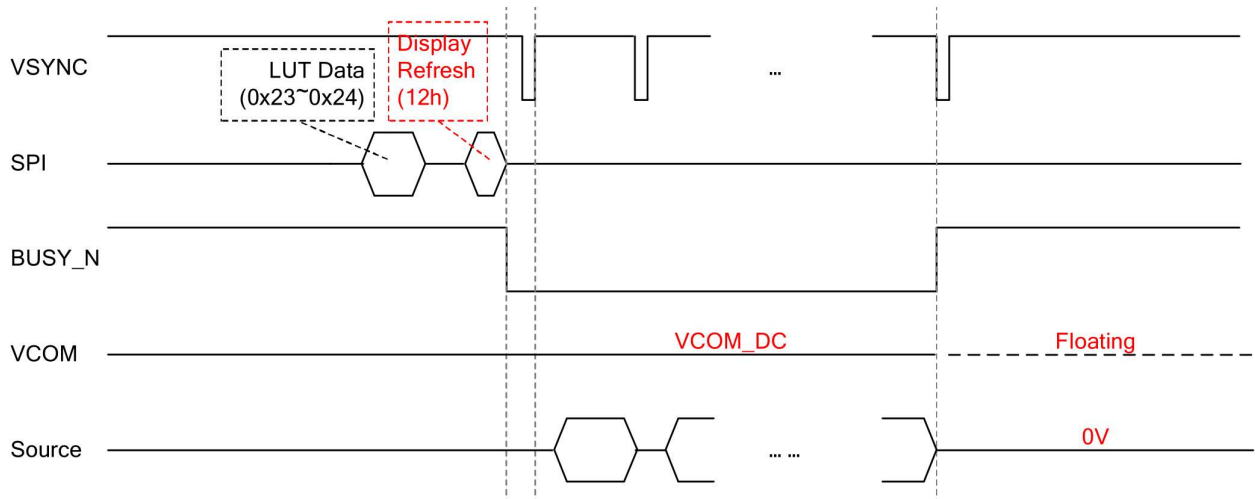 VSYNC
LUT Data
(0x23~0x24)
Display
Refresh
(12h)
...
SPI
BUSY_N
VCOM
VCOM_DC
Floating
Source
... ...
0V